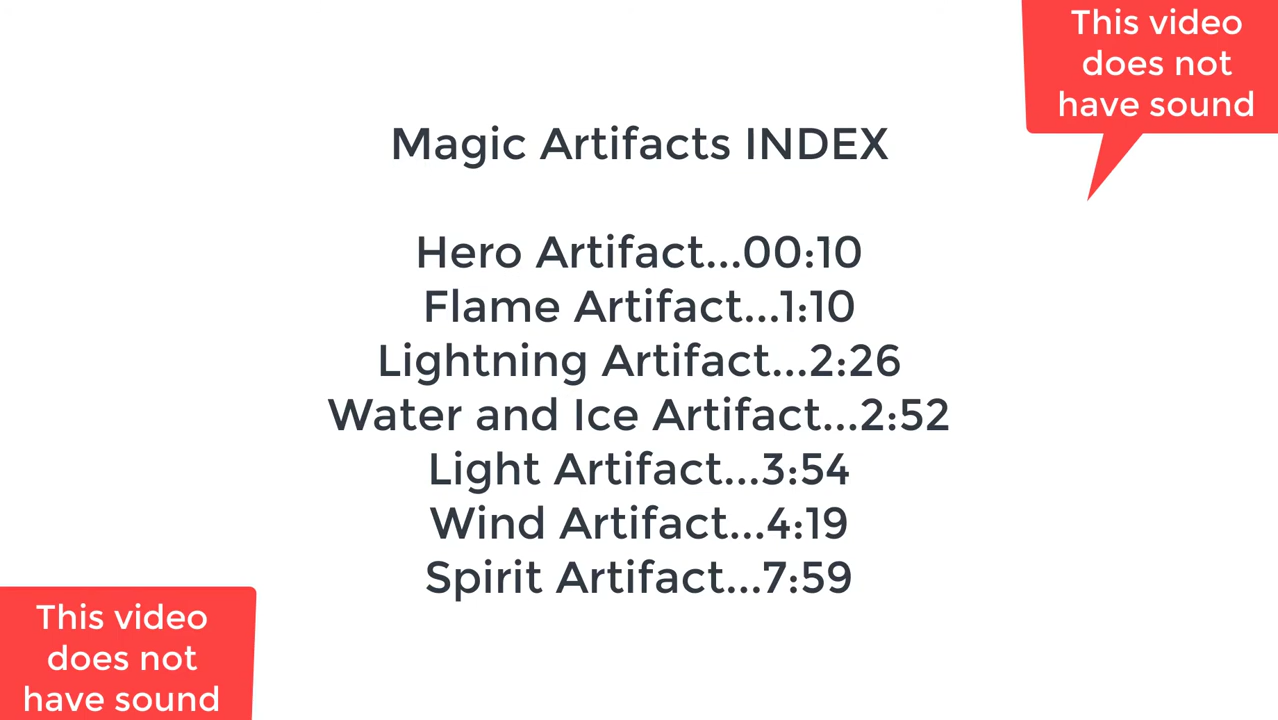 This video
does not
have sound
Magic Artifacts INDEX
Hero Artifact...00:10
Flame Artifact...1:10
Lightning Artifact...2:26
Water and Ice Artifact...2:52
Light Artifact...3:54
Wind Artifact...4:19
Spirit Artifact...7:59
This video
does not
have sound